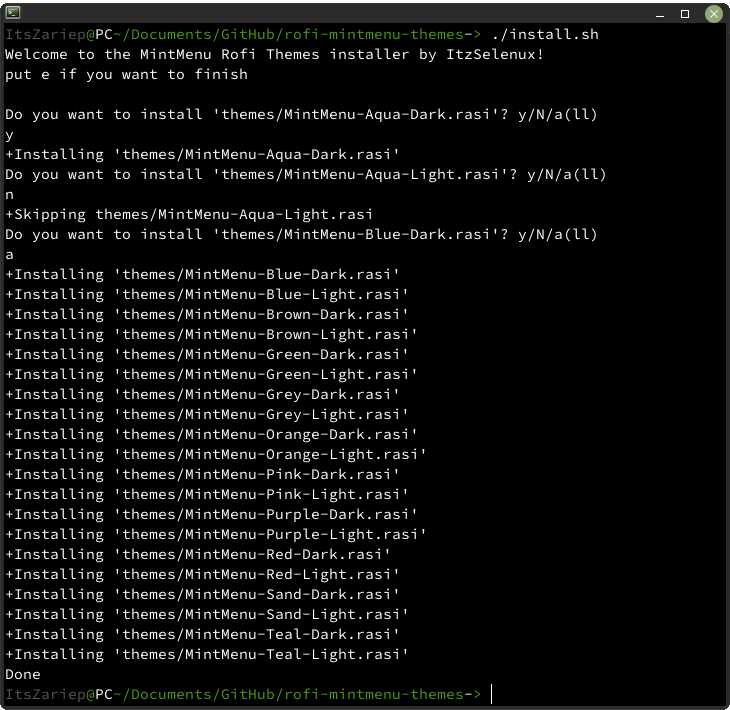 ItsZariep@PC~/Documents/GitHub/rofi-mintmenu-themes-> ./install.sh
Welcome to the MintMenu Rofi Themes installer by ItzSelenux!
put e if you want to finish

Do you want to install 'themes/MintMenu-Aqua-Dark.rasi'? y/N/a(ll)
y
+Installing 'themes/MintMenu-Aqua-Dark.rasi'
Do you want to install 'themes/MintMenu-Aqua-Light.rasi'? y/N/a(ll)
n
+Skipping themes/MintMenu-Aqua-Light.rasi
Do you want to install 'themes/MintMenu-Blue-Dark.rasi'? y/N/a(ll)
a
+Installing 'themes/MintMenu-Blue-Dark.rasi'
+Installing 'themes/MintMenu-Blue-Light.rasi'
+Installing 'themes/MintMenu-Brown-Dark.rasi'
+Installing 'themes/MintMenu-Brown-Light.rasi'
+Installing 'themes/MintMenu-Green-Dark.rasi'
+Installing 'themes/MintMenu-Green-Light.rasi'
+Installing 'themes/MintMenu-Grey-Dark.rasi'
+Installing 'themes/MintMenu-Grey-Light.rasi'
+Installing 'themes/MintMenu-Orange-Dark.rasi'
+Installing 'themes/MintMenu-Orange-Light.rasi'
+Installing 'themes/MintMenu-Pink-Dark.rasi'
+Installing 'themes/MintMenu-Pink-Light.rasi'
+Installing 'themes/MintMenu-Purple-Dark.rasi'
+Installing 'themes/MintMenu-Purple-Light.rasi'
+Installing 'themes/MintMenu-Red-Dark.rasi'
+Installing 'themes/MintMenu-Red-Light.rasi'
+Installing 'themes/MintMenu-Sand-Dark.rasi'
+Installing 'themes/MintMenu-Sand-Light.rasi'
+Installing 'themes/MintMenu-Teal-Dark.rasi'
+Installing 'themes/MintMenu-Teal-Light.rasi'
Done
ItsZariep@PC~/Documents/GitHub/rofi-mintmenu-themes->